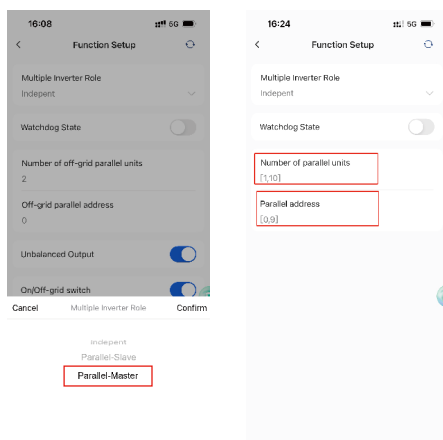 16:08
5G
Function Setup
Multiple Inverter Role
Indepent
Watchdog State
Number of off-grid parallel units
2
Off-grid parallel address
0
Unbalanced Output
On/Off-grid switch
Cancel
Multiple Inverter Role
Confirm
Indepent
Parallel-Slave
Parallel-Master
16:24
5G
Function Setup
Multiple Inverter Role
Indepent
Watchdog State
Number of parallel units
[1,10]
Parallel address
[0,9]